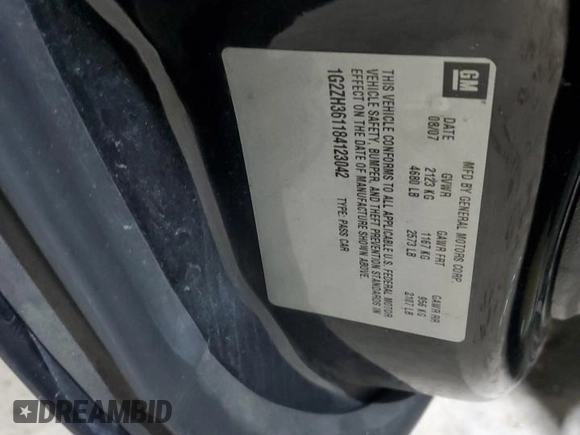 GM
MFD BY GENERAL MOTORS CORP.
DATE GVWR GAWR FRT GAWR RR
08/07 2123 KG 1167 KG 956 KG
4680 LB 2573 LB 2107 LB
THIS VEHICLE CONFORMS TO ALL APPLICABLE U.S. FEDERAL MOTOR
VEHICLE SAFETY, BUMPER, AND THEFT PREVENTION STANDARDS IN
EFFECT ON THE DATE OF MANUFACTURE SHOWN ABOVE.
1G2ZH361184123042 TYPE: PASS CAR
DREAMBID